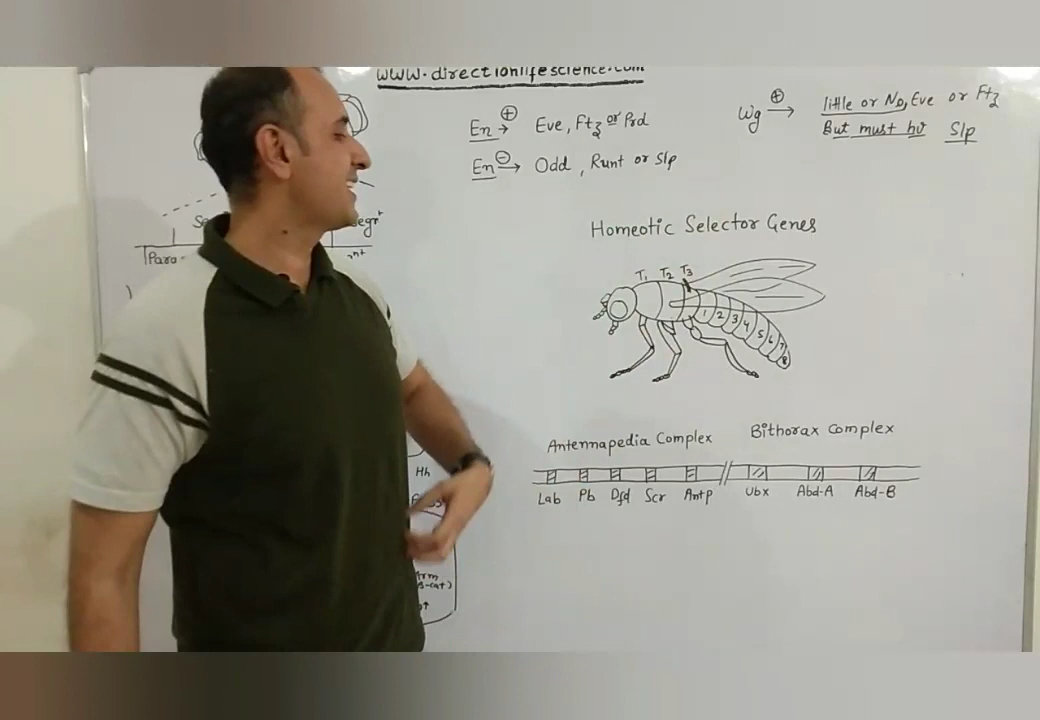 www.directionlifescience.com
En ⊕→ Eve, Ftz or Prd
En ⊖→ Odd, Runt or Slp
Wg ⊕→ little or No, Eve or Ftz
But must hv Slp
Para
Homeotic Selector Genes
T1 T2 T3
1 2 3 4 5 6 7 8
Antennapedia Complex
Bithorax Complex
Lab Pb Dfd Scr Antp Ubx Abd-A Abd-B
Hh